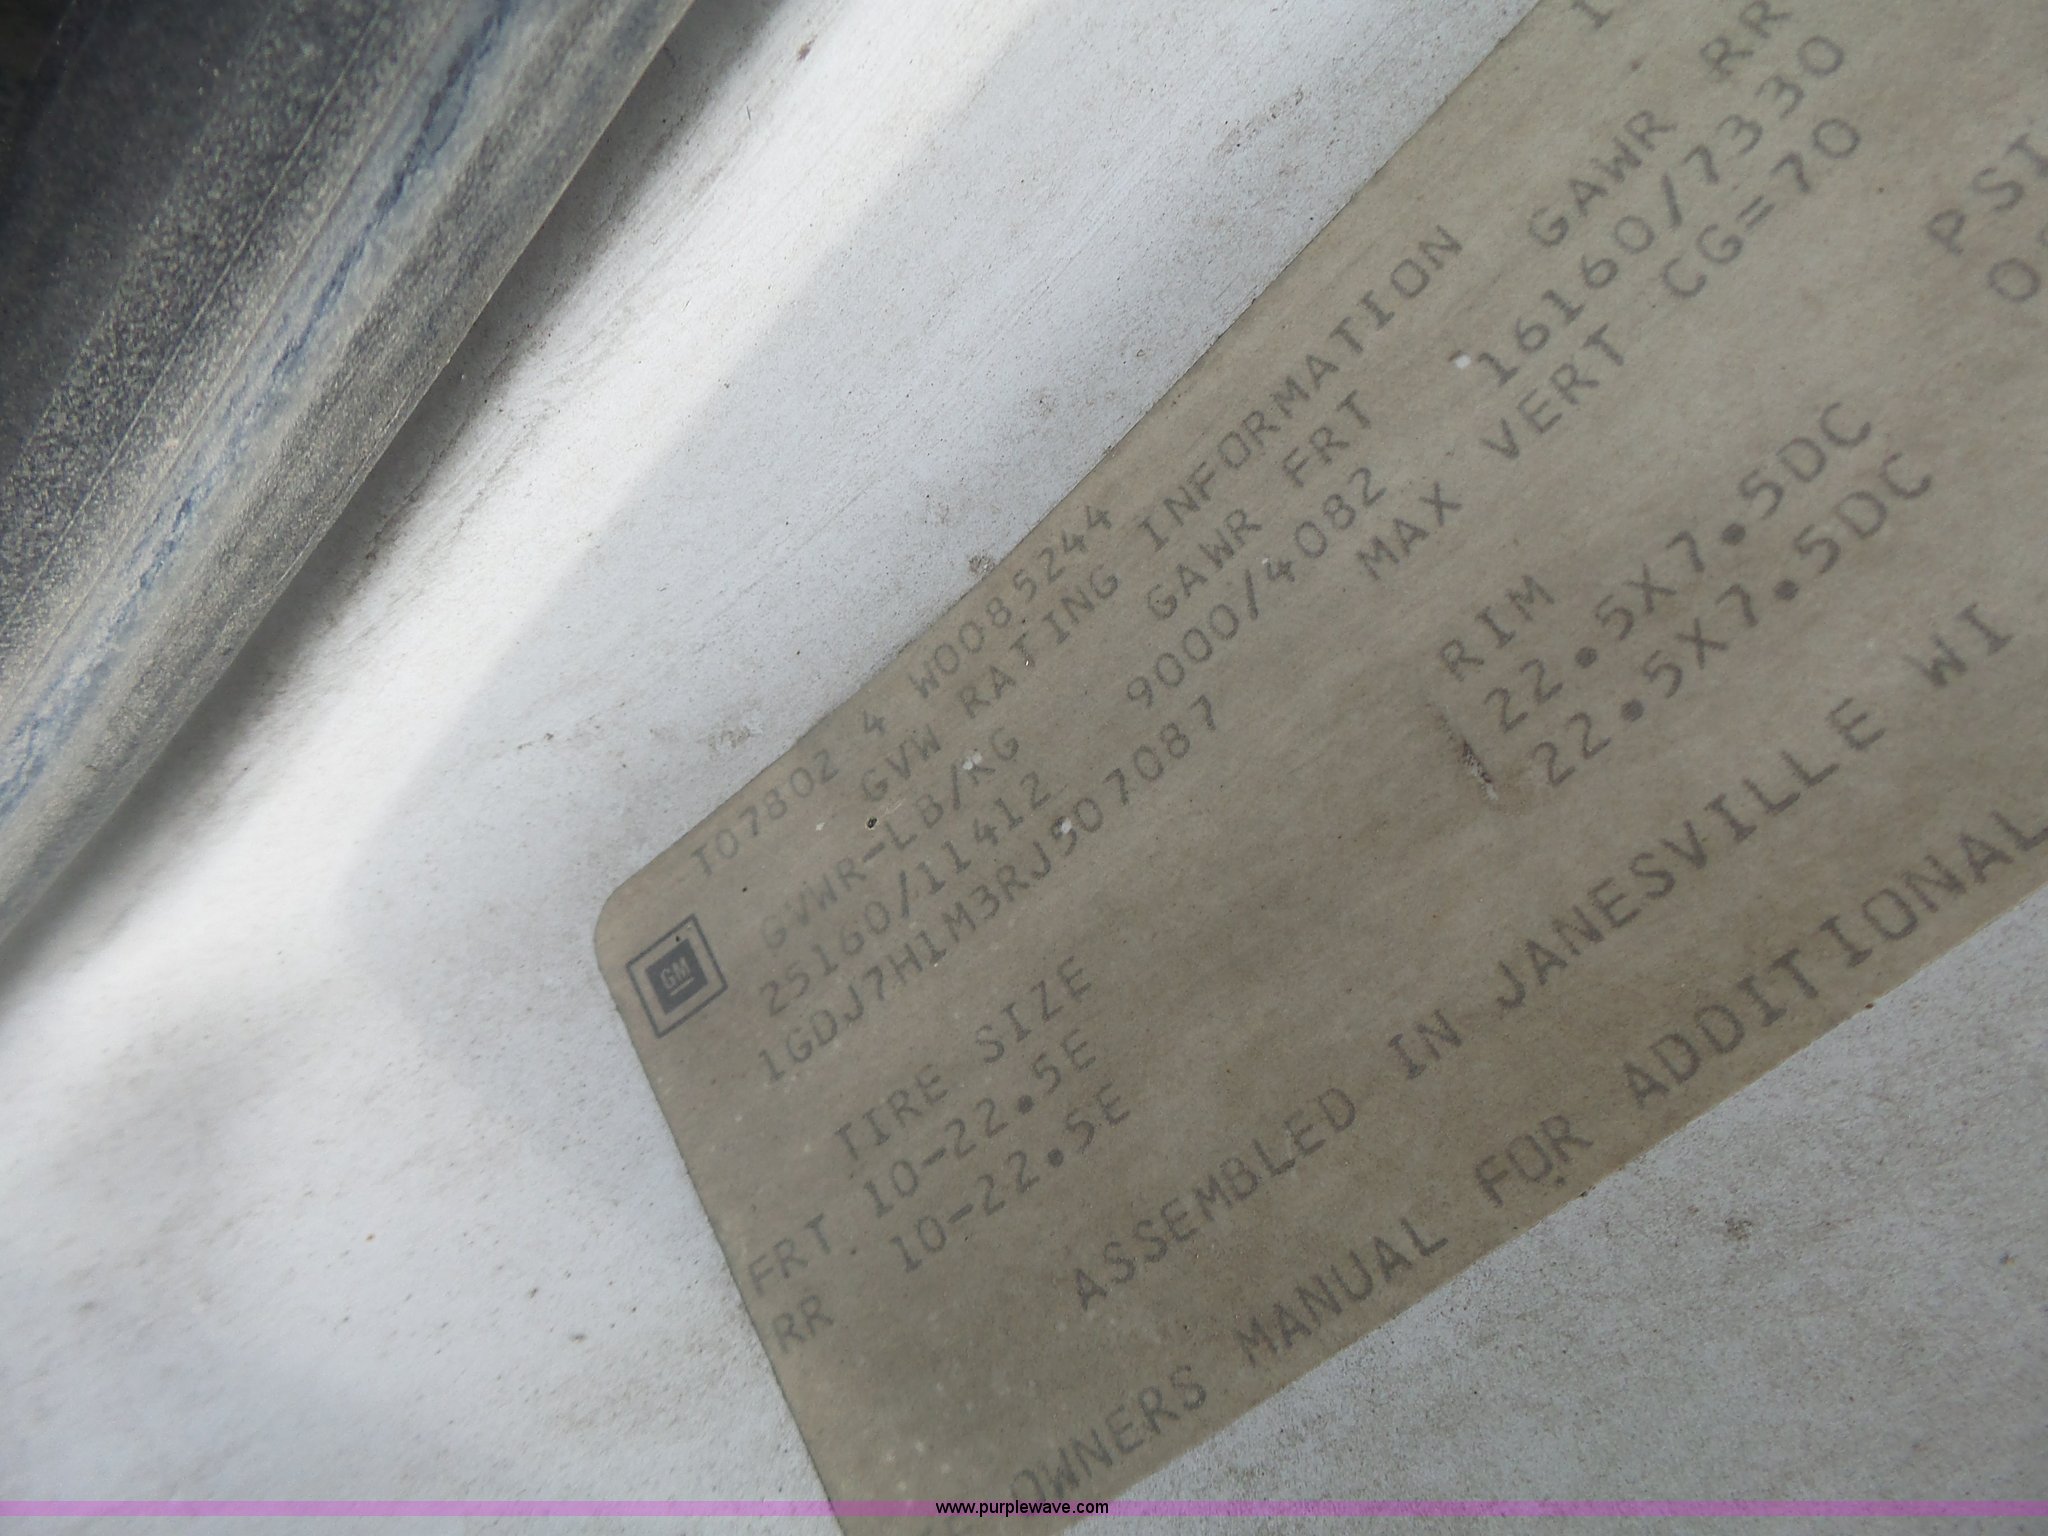 I07802 4 W0085244
GVW RATING INFORMATION
GVWR-LB/KG GAWR FRT GAWR RR
25160/11412 9000/4082 16160/7330
1GDJ7H1M3RJ507087 MAX VERT CG=70
TIRE SIZE RIM PSI
FRT 10-22.5E 22.5X7.5DC
RR 10-22.5E 22.5X7.5DC
ASSEMBLED IN JANESVILLE WI
OWNERS MANUAL FOR ADDITIONAL
GM
www.purplewave.com